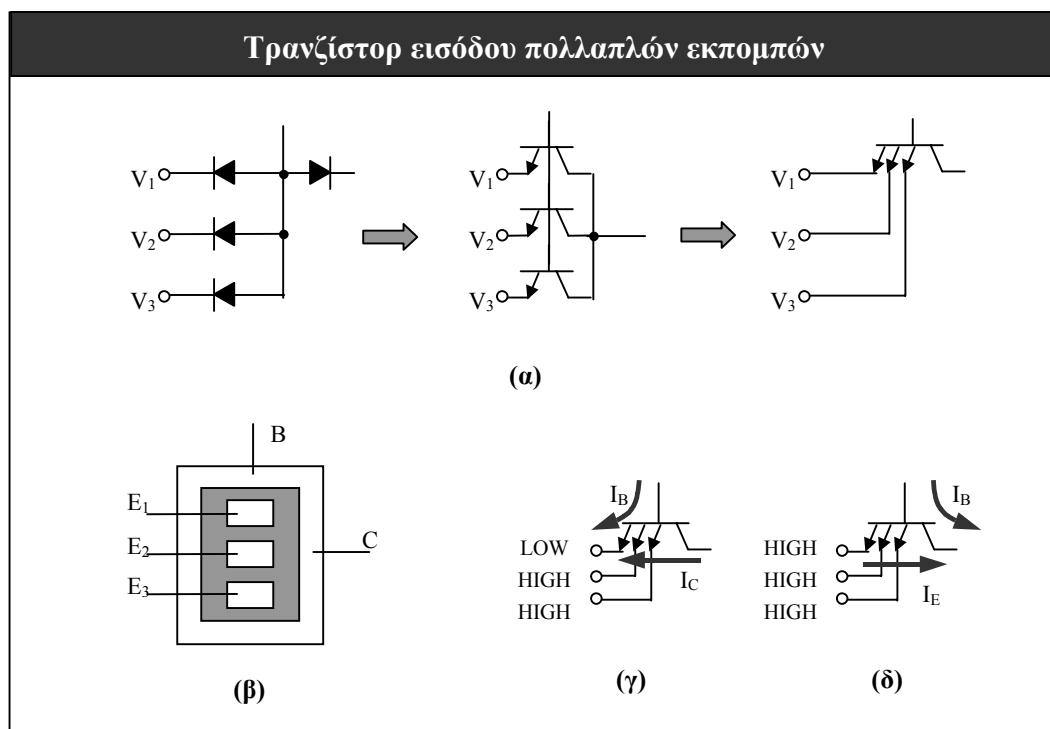 Τρανζίστορ εισόδου πολλαπλών εκπομπών
V1
V2
V3
V1
V2
V3
V1
V2
V3
(α)
B
E1
E2
E3
C
(β)
IB
LOW
HIGH
HIGH
IC
(γ)
IB
HIGH
HIGH
HIGH
IE
(δ)